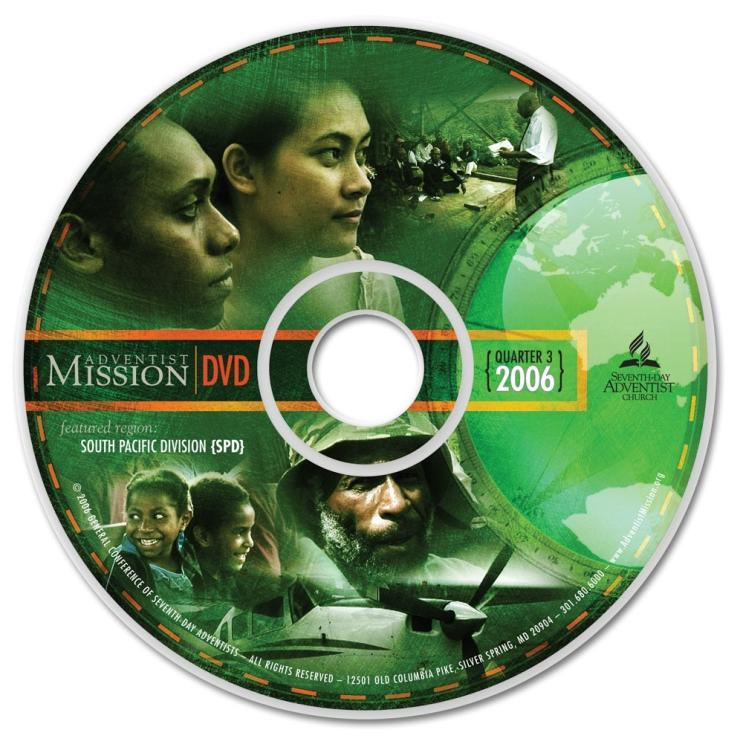 ADVENTIST
MISSION DVD
{QUARTER 3
2006}
SEVENTH-DAY
ADVENTIST
CHURCH
featured region:
SOUTH PACIFIC DIVISION {SPD}
© 2006 GENERAL CONFERENCE OF SEVENTH-DAY ADVENTISTS – ALL RIGHTS RESERVED – 12501 OLD COLUMBIA PIKE, SILVER SPRING, MD 20904 – 301.680.6000 – www.AdventistMission.org